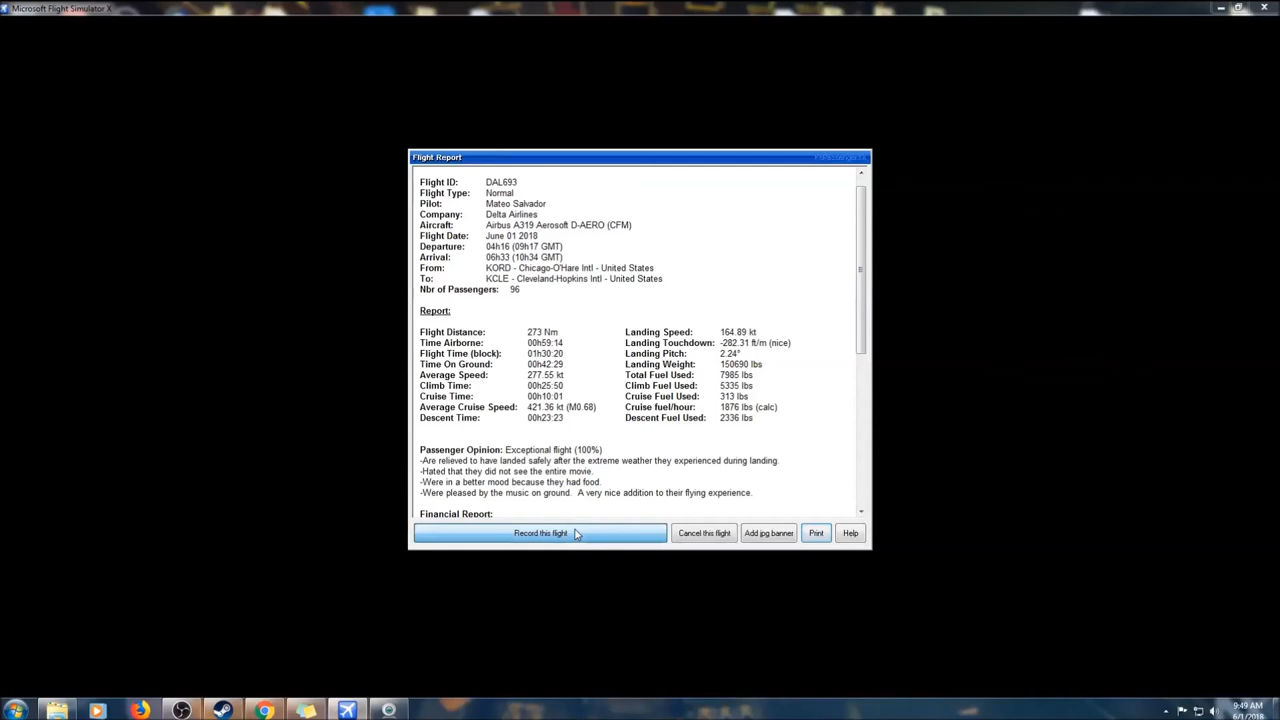 Microsoft Flight Simulator X
Flight Report
Flight ID: DAL693
Flight Type: Normal
Pilot: Mateo Salvador
Company: Delta Airlines
Aircraft: Airbus A319 Aerosoft D-AERO (CFM)
Flight Date: June 01 2018
Departure: 04h16 (09h17 GMT)
Arrival: 06h33 (10h34 GMT)
From: KORD - Chicago-O'Hare Intl - United States
To: KCLE - Cleveland-Hopkins Intl - United States
Nbr of Passengers: 96
Report:
Flight Distance: 273 Nm Landing Speed: 164.89 kt
Time Airborne: 00h59:14 Landing Touchdown: -282.31 ft/m (nice)
Flight Time (block): 01h30:20 Landing Pitch: 2.24°
Time On Ground: 00h42:29 Landing Weight: 150690 lbs
Average Speed: 277.55 kt Total Fuel Used: 7985 lbs
Climb Time: 00h25:50 Climb Fuel Used: 5335 lbs
Cruise Time: 00h10:01 Cruise Fuel Used: 313 lbs
Average Cruise Speed: 421.36 kt (M0.68) Cruise fuel/hour: 1876 lbs (calc)
Descent Time: 00h23:23 Descent Fuel Used: 2336 lbs
Passenger Opinion: Exceptional flight (100%)
-Are relieved to have landed safely after the extreme weather they experienced during landing.
-Hated that they did not see the entire movie.
-Were in a better mood because they had food.
-Were pleased by the music on ground. A very nice addition to their flying experience.
Financial Report:
Record this flight Cancel this flight Add jpg banner Print Help
9:49 AM
6/1/2018